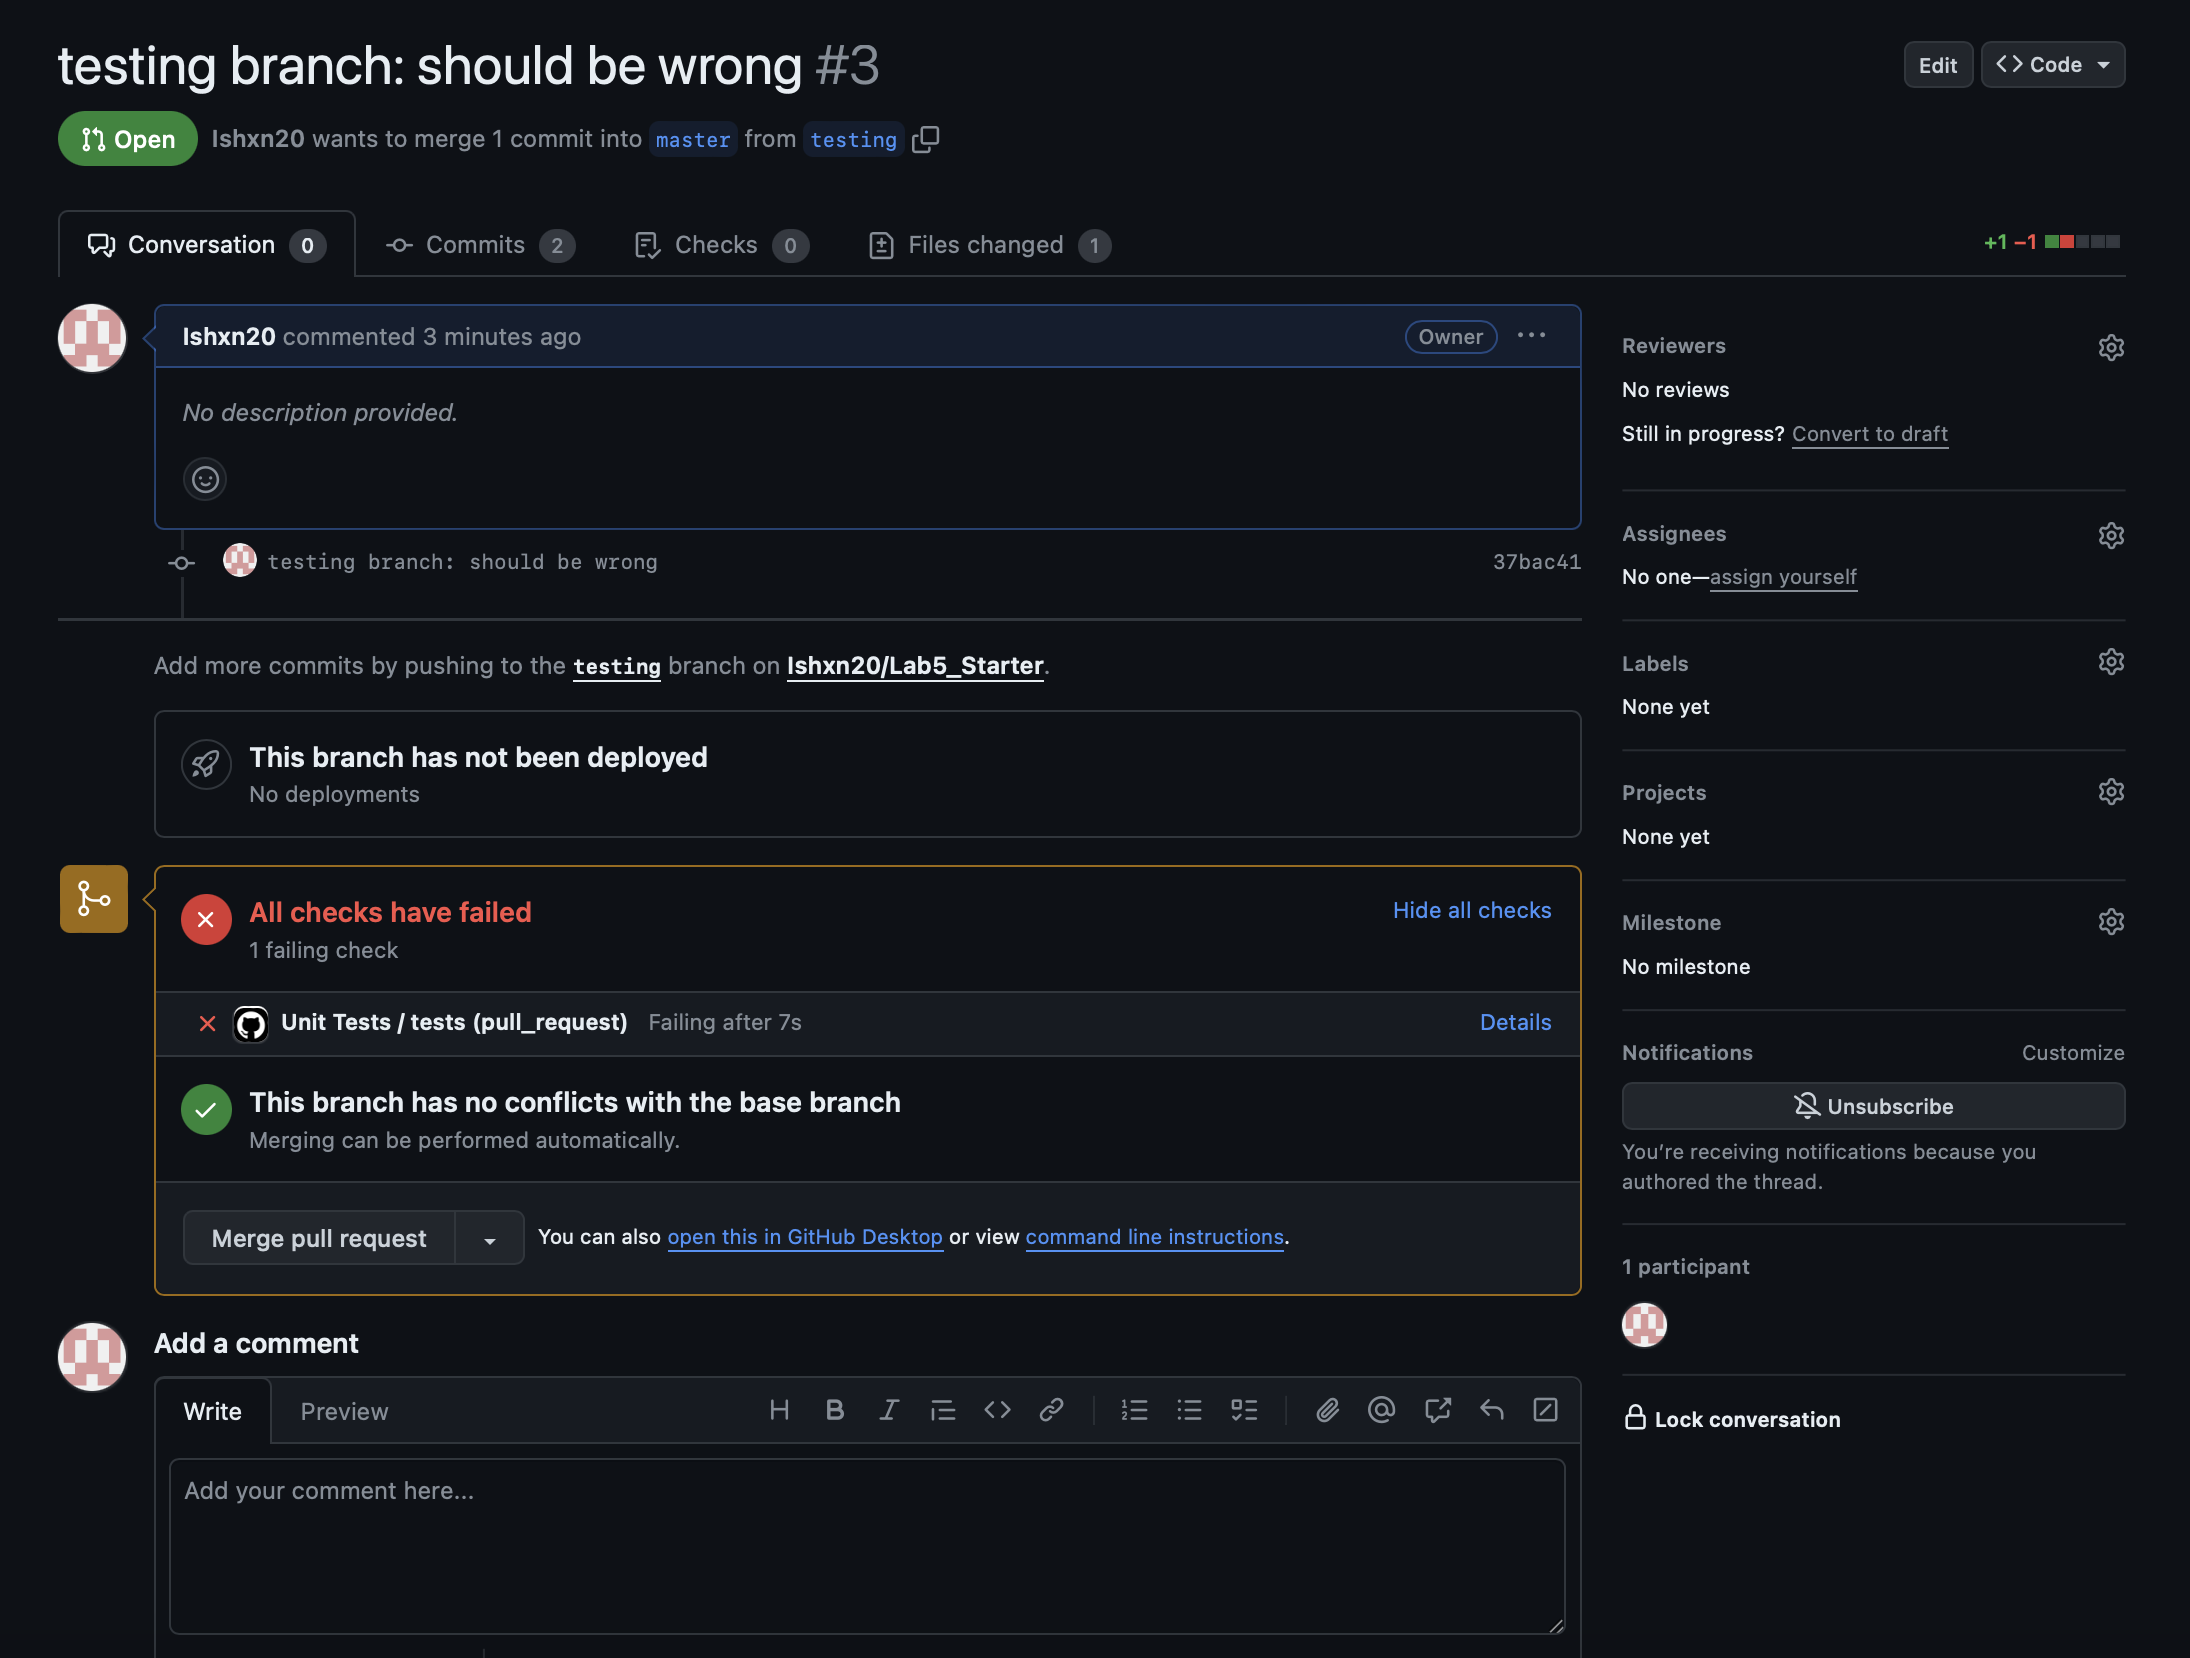 testing branch: should be wrong #3
Edit
Code
Open
Ishxn20 wants to merge 1 commit into master from testing
Conversation 0
Commits 2
Checks 0
Files changed 1
+1 −1
Ishxn20 commented 3 minutes ago
Owner
No description provided.
testing branch: should be wrong
37bac41
Add more commits by pushing to the testing branch on Ishxn20/Lab5_Starter.
This branch has not been deployed
No deployments
All checks have failed
Hide all checks
1 failing check
Unit Tests / tests (pull_request) Failing after 7s
Details
This branch has no conflicts with the base branch
Merging can be performed automatically.
Merge pull request
You can also open this in GitHub Desktop or view command line instructions.
Add a comment
Write
Preview
Add your comment here...
Reviewers
No reviews
Still in progress? Convert to draft
Assignees
No one—assign yourself
Labels
None yet
Projects
None yet
Milestone
No milestone
Notifications
Customize
Unsubscribe
You’re receiving notifications because you
authored the thread.
1 participant
Lock conversation